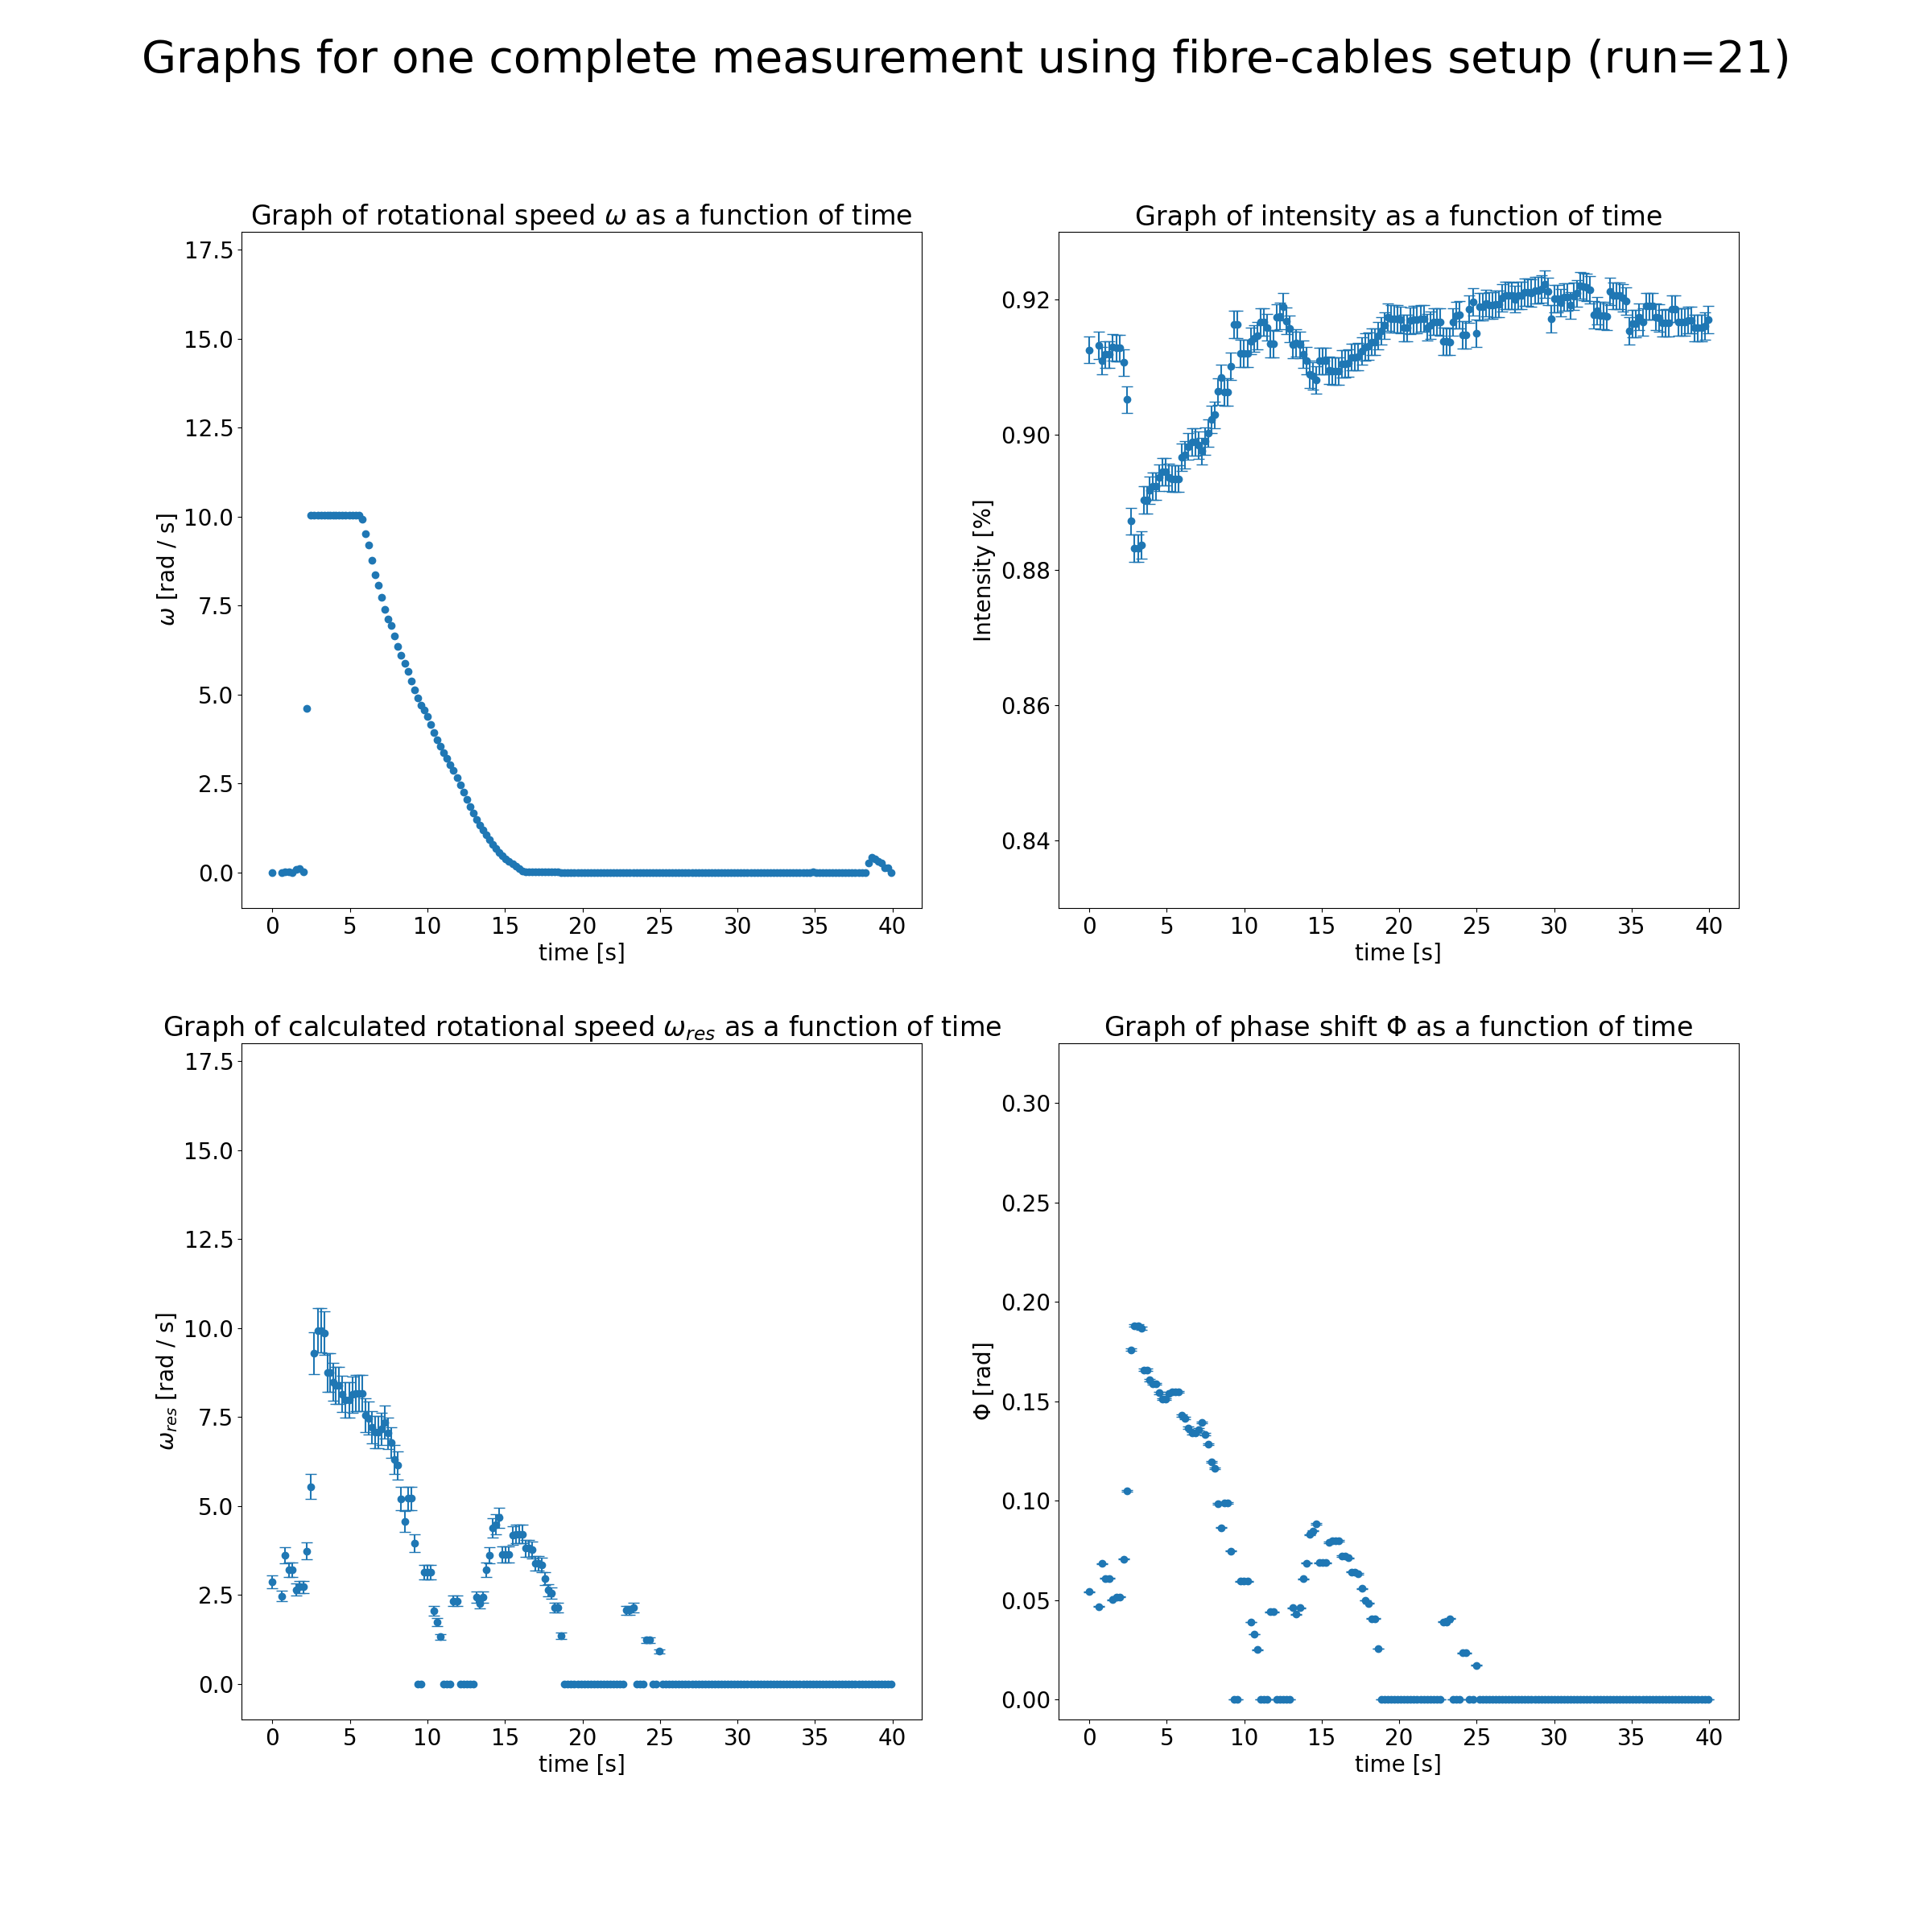 Graphs for one complete measurement using fibre-cables setup (run=21)
Graph of rotational speed ω as a function of time
17.5
15.0
12.5
10.0
7.5
5.0
2.5
0.0
ω [rad / s]
0 5 10 15 20 25 30 35 40
time [s]
Graph of intensity as a function of time
0.92
0.90
0.88
0.86
0.84
Intensity [%]
0 5 10 15 20 25 30 35 40
time [s]
Graph of calculated rotational speed ω_res as a function of time
17.5
15.0
12.5
10.0
7.5
5.0
2.5
0.0
ω_res [rad / s]
0 5 10 15 20 25 30 35 40
time [s]
Graph of phase shift Φ as a function of time
0.30
0.25
0.20
0.15
0.10
0.05
0.00
Φ [rad]
0 5 10 15 20 25 30 35 40
time [s]